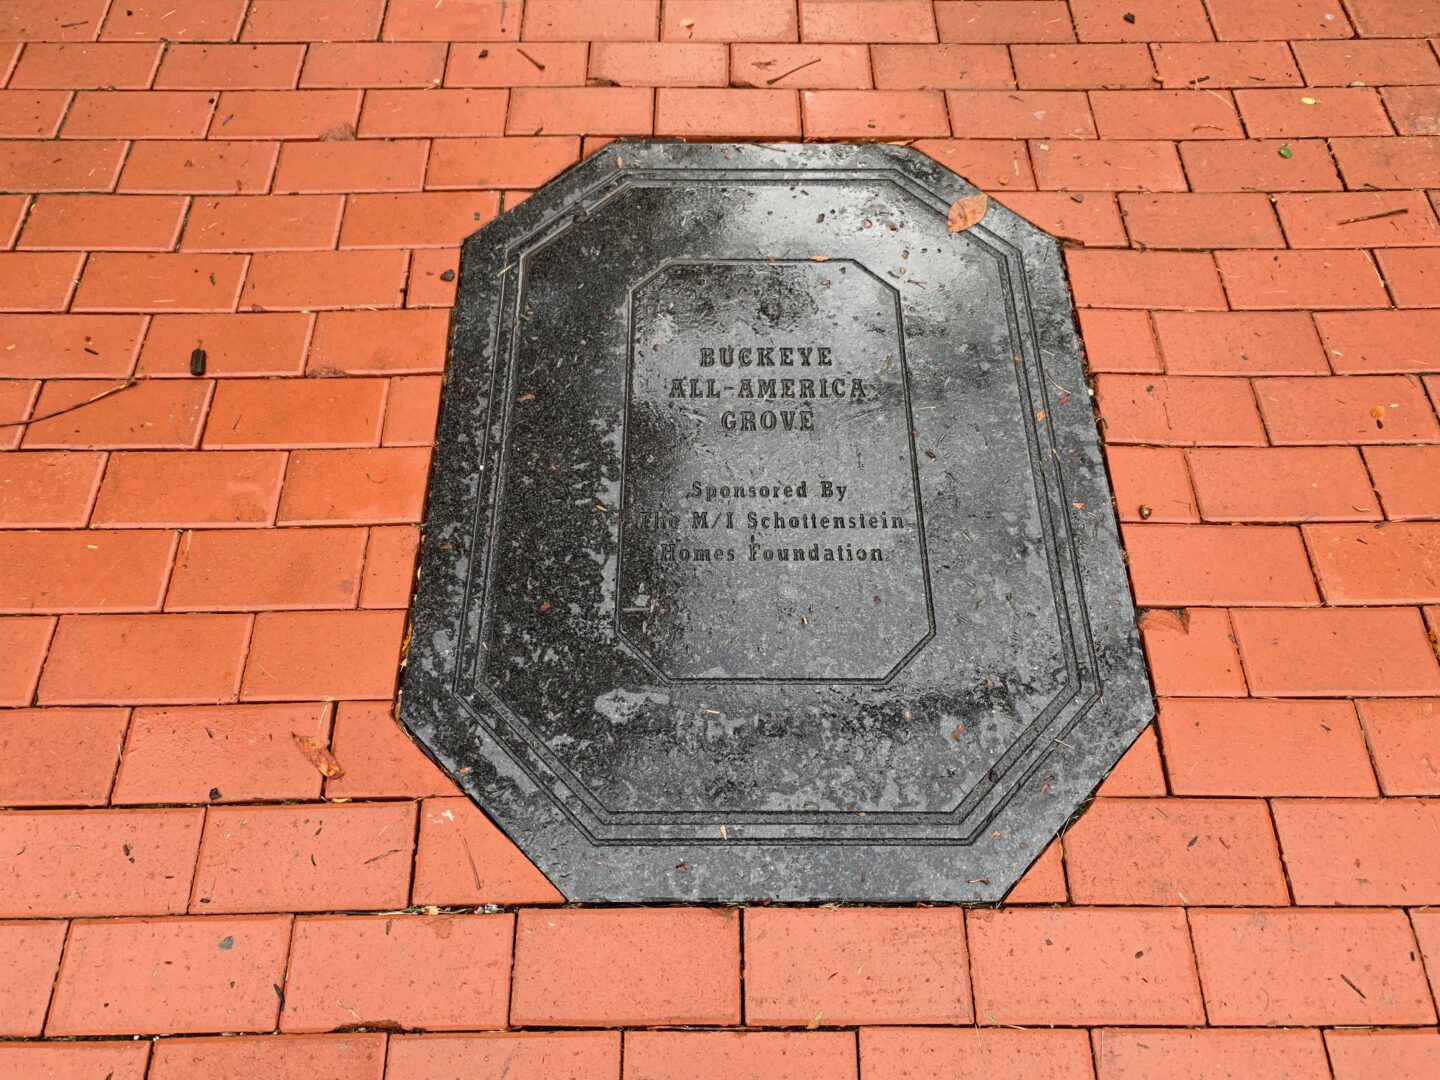 BUCKEYE
ALL-AMERICA
GROVE
Sponsored By
The M/I Schottenstein
Homes Foundation